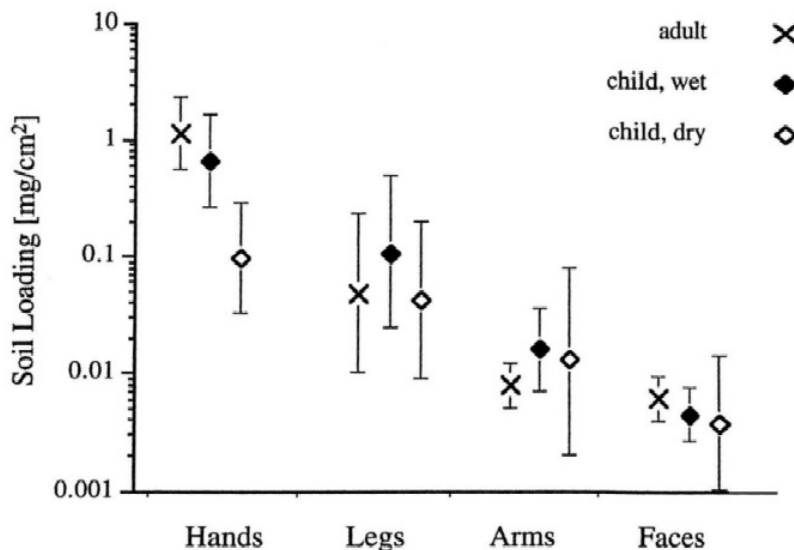 10
1
0.1
0.01
0.001
Soil Loading [mg/cm²]
adult
child, wet
child, dry
Hands Legs Arms Faces